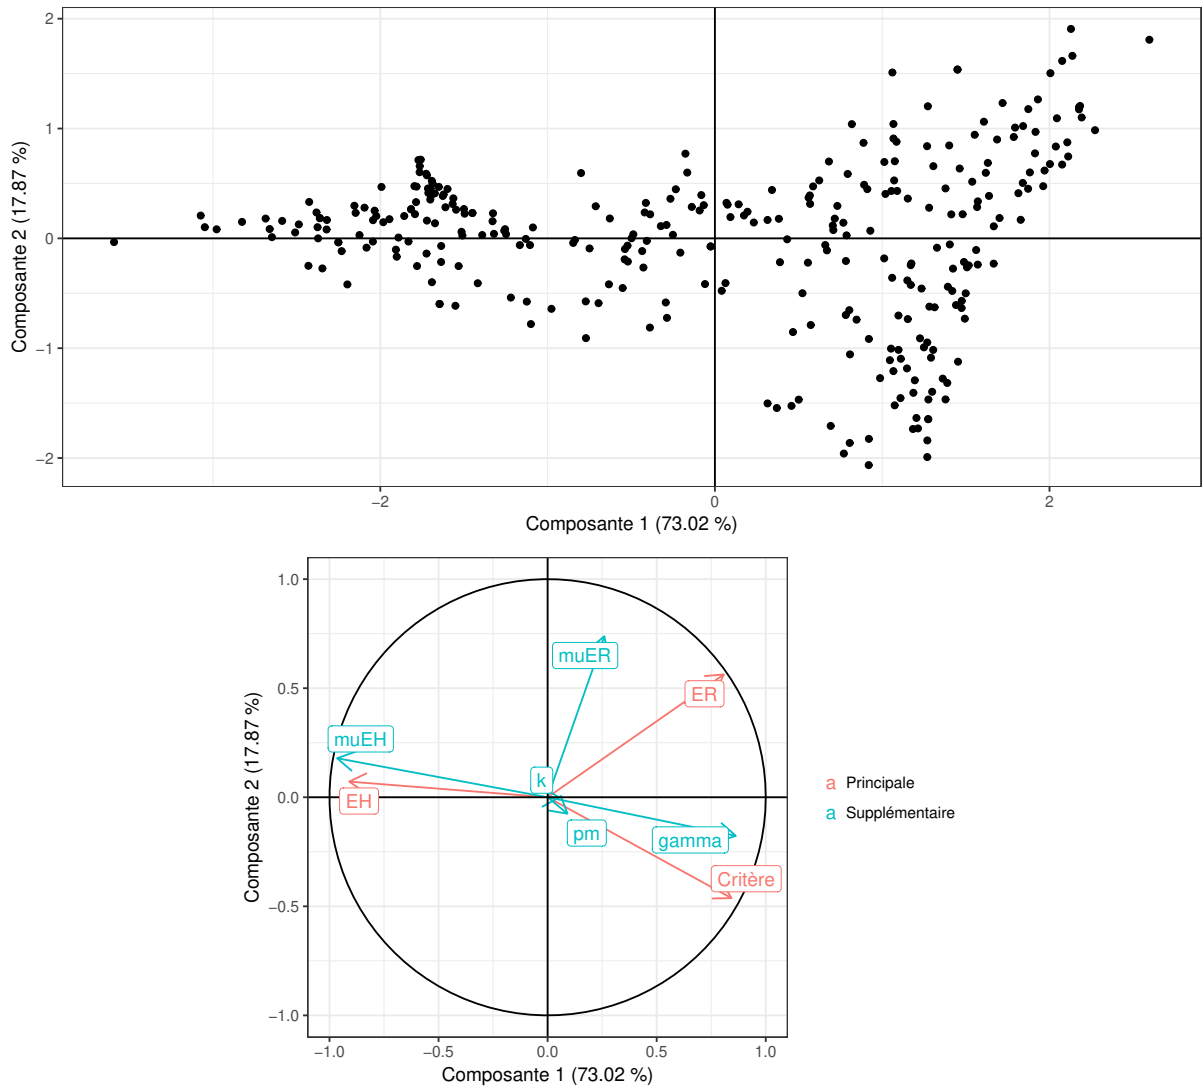 2
1
0
−1
−2
Composante 2 (17.87 %)
−2
0
2
Composante 1 (73.02 %)
1.0
0.5
0.0
−0.5
−1.0
Composante 2 (17.87 %)
muER
ER
muEH
k
EH
pm
gamma
Critère
−1.0
−0.5
0.0
0.5
1.0
Composante 1 (73.02 %)
a Principale
a Supplémentaire